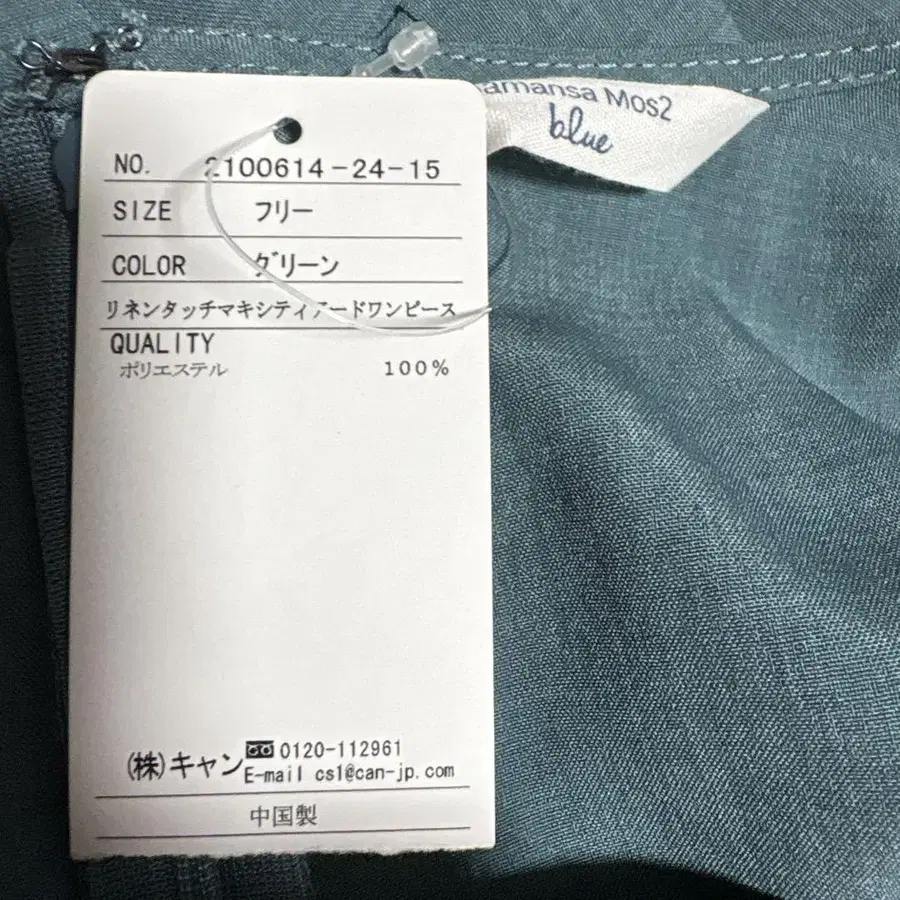 Mos2
blue
NO. 2100614-24-15
SIZE フリー
COLOR グリーン
リネンタッチマキシティアードワンピース
QUALITY
ポリエステル 100%
(株)キャン 0120-112961
E-mail cs1@can-jp.com
中国製